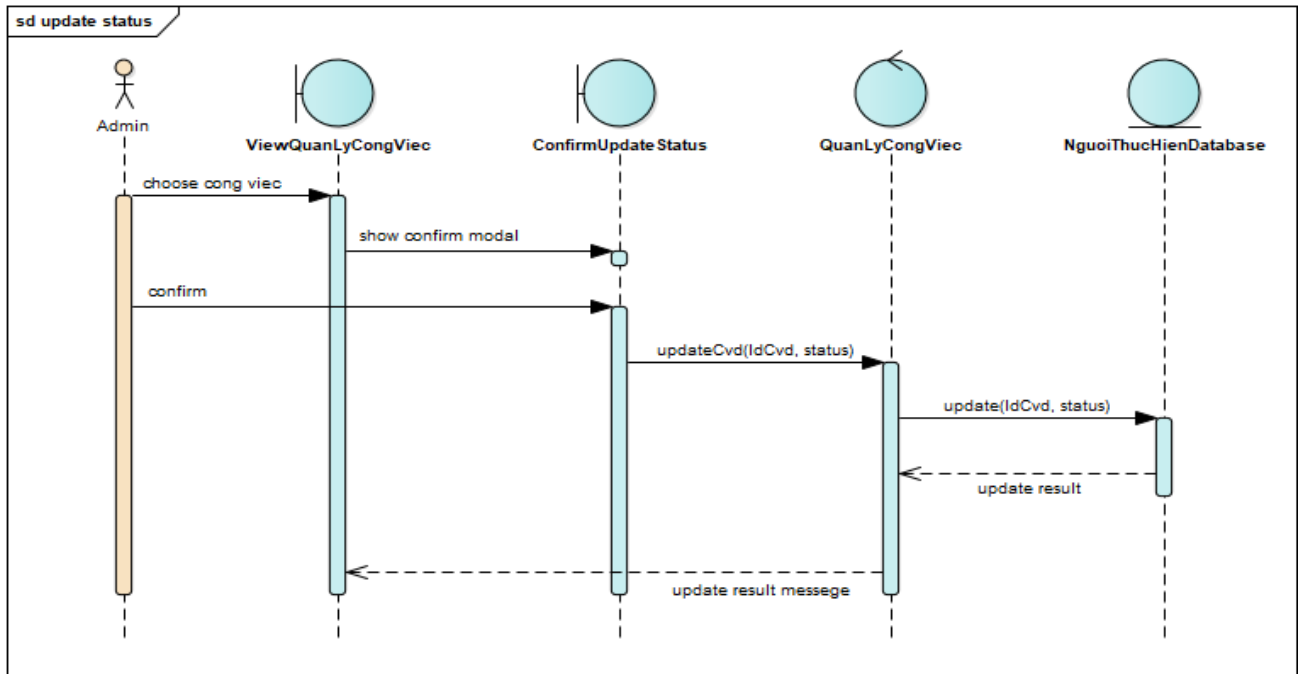 sd update status
Admin
ViewQuanLyCongViec
ConfirmUpdateStatus
QuanLyCongViec
NguoiThucHienDatabase
choose cong viec
show confirm modal
confirm
updateCvd(IdCvd, status)
update(IdCvd, status)
update result
update result messege